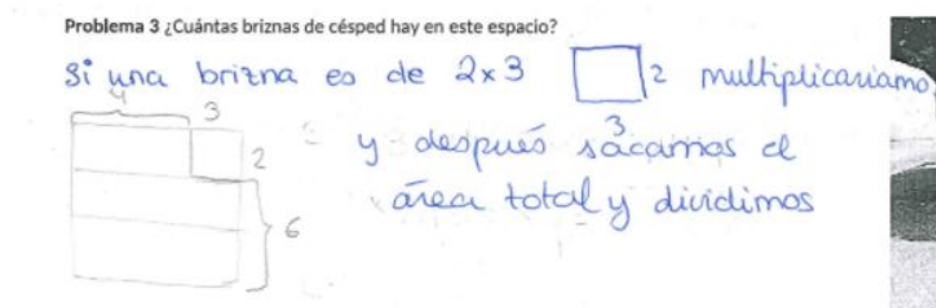 Problema 3 ¿Cuántas briznas de césped hay en este espacio?
Si una brizna es de 2x3 2 multiplicaríamo
3
4
3
y después sacamos el
2
área total y dividimos
6